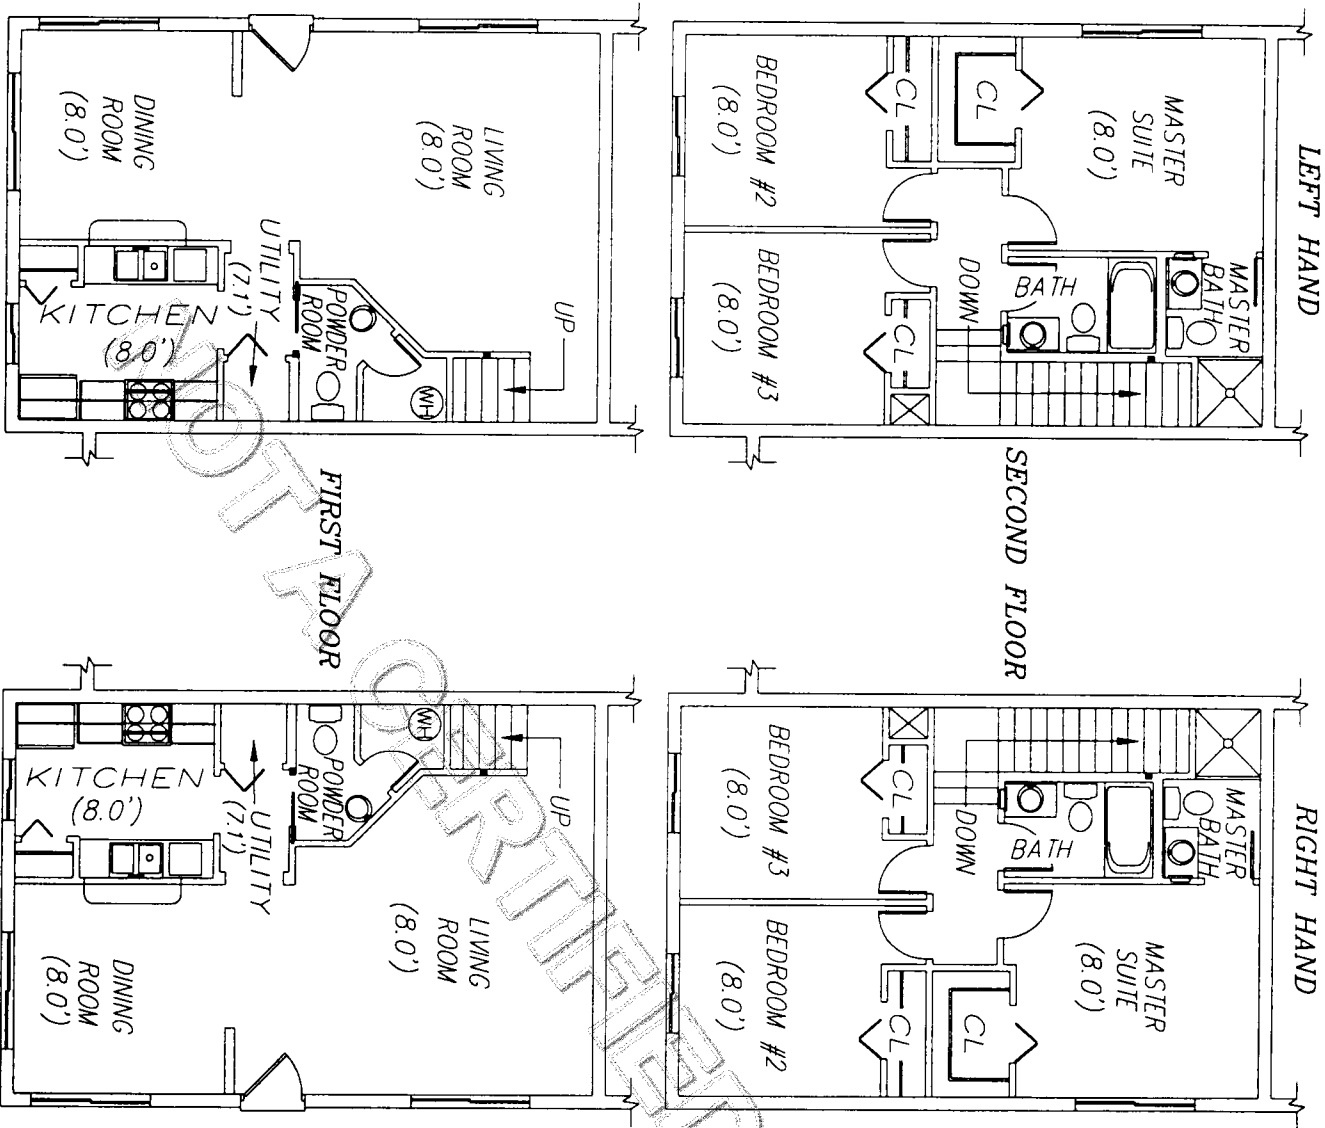 LEFT HAND
MASTER
SUITE
(8.0')
CL
CL
BEDROOM #2
(8.0')
MASTER
BATH
BATH
DOWN
CL
BEDROOM #3
(8.0')
SECOND FLOOR
RIGHT HAND
MASTER
BATH
BATH
DOWN
CL
BEDROOM #3
(8.0')
MASTER
SUITE
(8.0')
CL
CL
BEDROOM #2
(8.0')
LIVING
ROOM
(8.0')
DINING
ROOM
(8.0')
UP
UTILITY
(7.1')
POWDER
ROOM
WH
KITCHEN
(8.0')
FIRST FLOOR
UP
WH
POWDER
ROOM
UTILITY
(7.1')
KITCHEN
(8.0')
LIVING
ROOM
(8.0')
DINING
ROOM
(8.0')
NOT A CERTIFIED